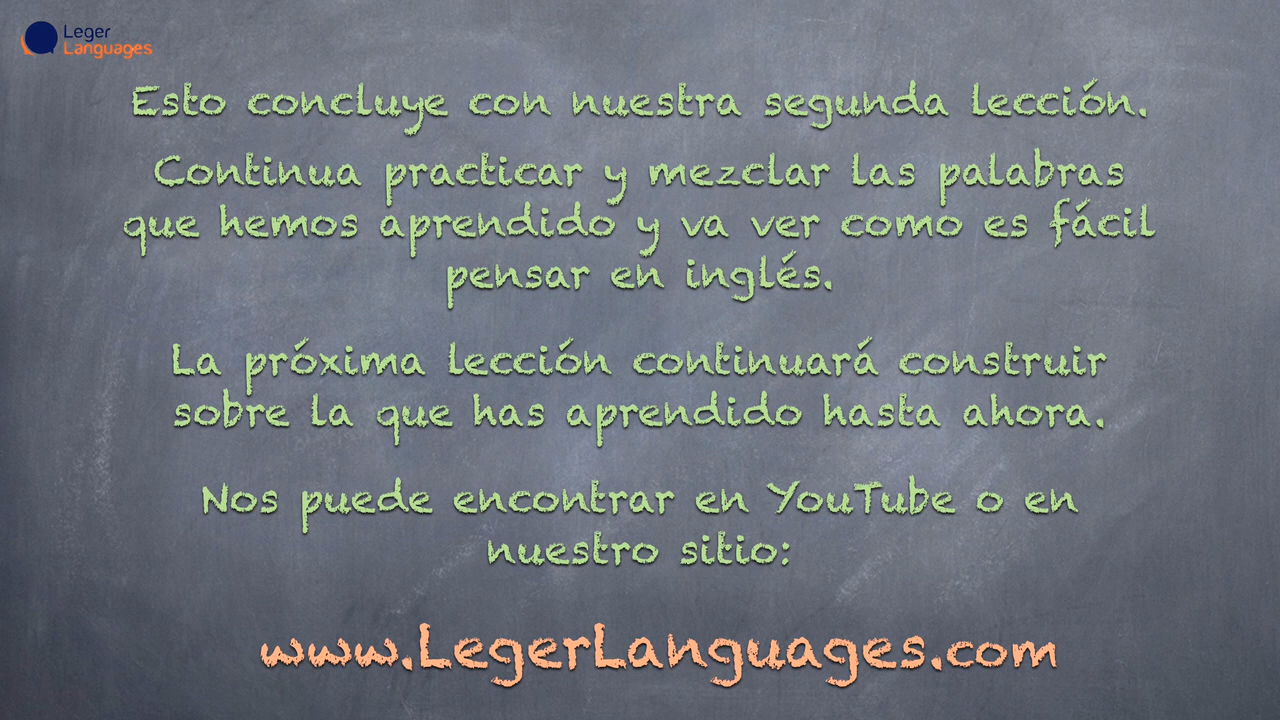 Leger
Languages
Esto concluye con nuestra segunda lección.
Continua practicar y mezclar las palabras
que hemos aprendido y va ver como es fácil
pensar en inglés.
La próxima lección continuará construir
sobre la que has aprendido hasta ahora.
Nos puede encontrar en YouTube o en
nuestro sitio:
www.LegerLanguages.com